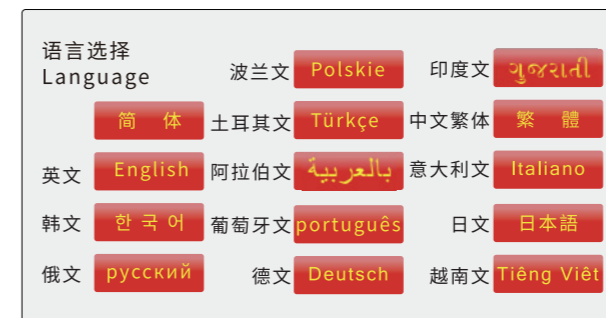 语言选择
Language
波兰文 Polskie 印度文 ગુજરાતી
简 体 土耳其文 Türkçe 中文繁体 繁 體
英文 English 阿拉伯文 بالعربية 意大利文 Italiano
韩文 한국어 葡萄牙文 português 日文 日本語
俄文 русский 德文 Deutsch 越南文 Tiêng Viêt